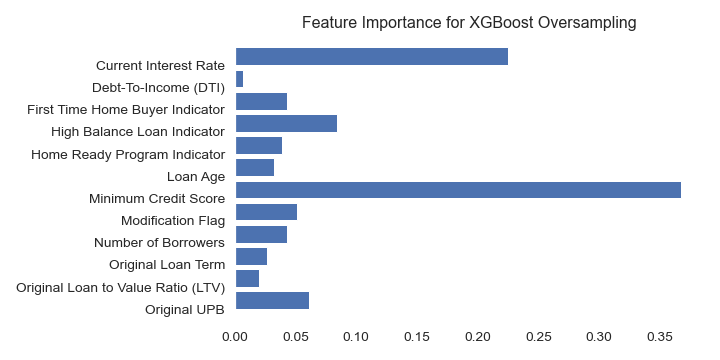 Feature Importance for XGBoost Oversampling
Current Interest Rate
Debt-To-Income (DTI)
First Time Home Buyer Indicator
High Balance Loan Indicator
Home Ready Program Indicator
Loan Age
Minimum Credit Score
Modification Flag
Number of Borrowers
Original Loan Term
Original Loan to Value Ratio (LTV)
Original UPB
0.00 0.05 0.10 0.15 0.20 0.25 0.30 0.35